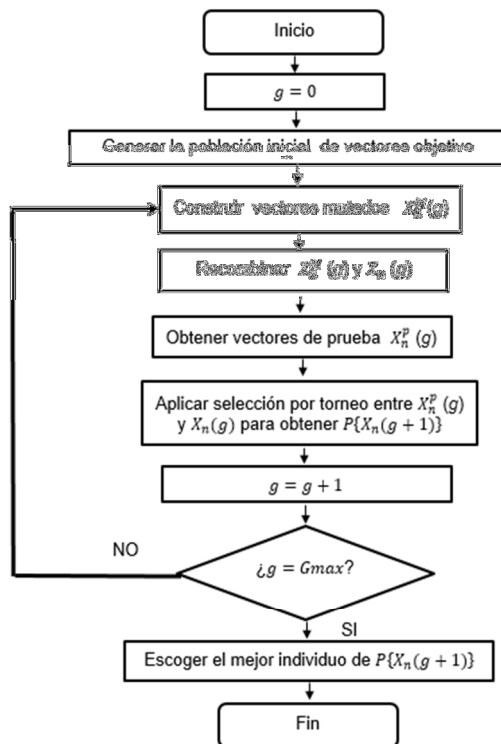 Inicio
g = 0
Generar la población inicial de vectores objetivo
Construir vectores mutados (g)
Recombinar (g) y (g)
Obtener vectores de prueba X_n^p (g)
Aplicar selección por torneo entre X_n^p (g)
y X_n(g) para obtener P{X_n(g + 1)}
g = g + 1
NO
¿g = Gmax?
SI
Escoger el mejor individuo de P{X_n(g + 1)}
Fin